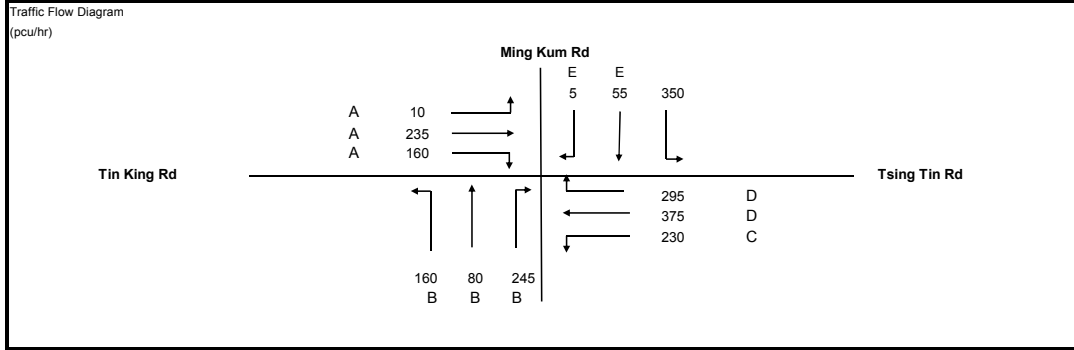 Traffic Flow Diagram
(pcu/hr)
Ming Kum Rd
E E
5 55 350
A 10
A 235
A 160
Tin King Rd
Tsing Tin Rd
295 D
375 D
230 C
160 80 245
B B B